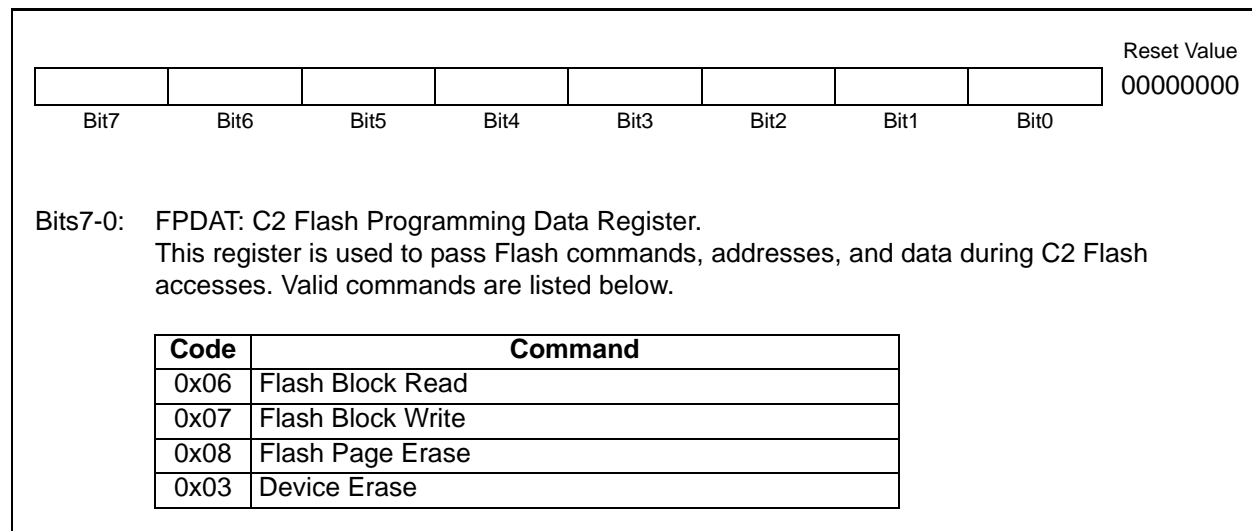 Reset Value
00000000
Bit7 Bit6 Bit5 Bit4 Bit3 Bit2 Bit1 Bit0
Bits7-0: FPDAT: C2 Flash Programming Data Register.
This register is used to pass Flash commands, addresses, and data during C2 Flash
accesses. Valid commands are listed below.
Code Command
0x06 Flash Block Read
0x07 Flash Block Write
0x08 Flash Page Erase
0x03 Device Erase